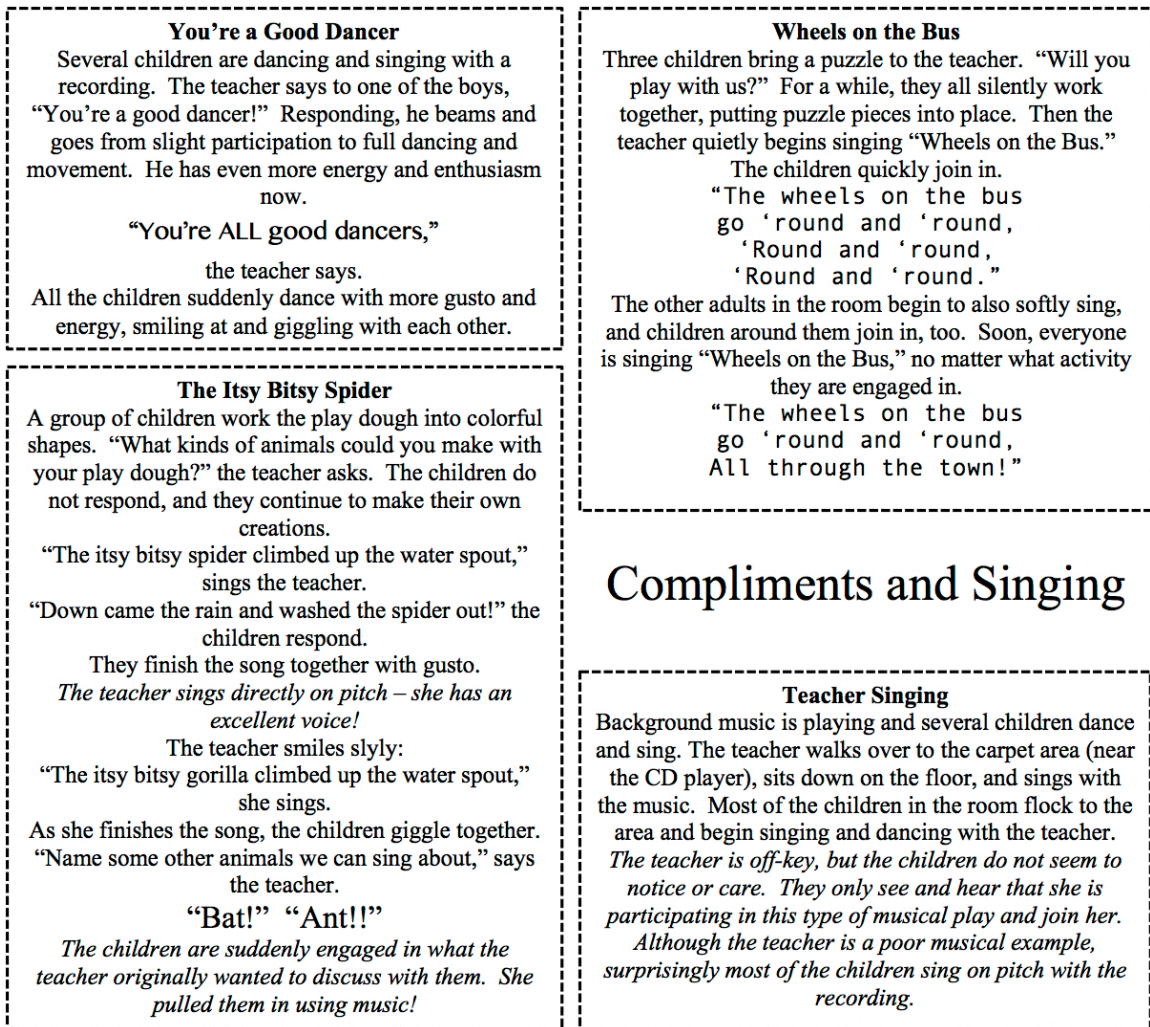 You’re a Good Dancer
Several children are dancing and singing with a
recording.  The teacher says to one of the boys,
“You’re a good dancer!”  Responding, he beams and
goes from slight participation to full dancing and
movement.  He has even more energy and enthusiasm
now.
“You’re ALL good dancers,”
the teacher says.
All the children suddenly dance with more gusto and
energy, smiling at and giggling with each other.
The Itsy Bitsy Spider
A group of children work the play dough into colorful
shapes.  “What kinds of animals could you make with
your play dough?” the teacher asks.  The children do
not respond, and they continue to make their own
creations.
“The itsy bitsy spider climbed up the water spout,”
sings the teacher.
“Down came the rain and washed the spider out!” the
children respond.
They finish the song together with gusto.
The teacher sings directly on pitch – she has an
excellent voice!
The teacher smiles slyly:
“The itsy bitsy gorilla climbed up the water spout,”
she sings.
As she finishes the song, the children giggle together.
“Name some other animals we can sing about,” says
the teacher.
“Bat!”  “Ant!!”
The children are suddenly engaged in what the
teacher originally wanted to discuss with them.  She
pulled them in using music!
Wheels on the Bus
Three children bring a puzzle to the teacher.  “Will you
play with us?”  For a while, they all silently work
together, putting puzzle pieces into place.  Then the
teacher quietly begins singing “Wheels on the Bus.”
The children quickly join in.
“The wheels on the bus
go ‘round and ‘round,
‘Round and ‘round,
‘Round and ‘round.”
The other adults in the room begin to also softly sing,
and children around them join in, too.  Soon, everyone
is singing “Wheels on the Bus,” no matter what activity
they are engaged in.
“The wheels on the bus
go ‘round and ‘round,
All through the town!”
Compliments and Singing
Teacher Singing
Background music is playing and several children dance
and sing. The teacher walks over to the carpet area (near
the CD player), sits down on the floor, and sings with
the music.  Most of the children in the room flock to the
area and begin singing and dancing with the teacher.
The teacher is off-key, but the children do not seem to
notice or care.  They only see and hear that she is
participating in this type of musical play and join her.
Although the teacher is a poor musical example,
surprisingly most of the children sing on pitch with the
recording.